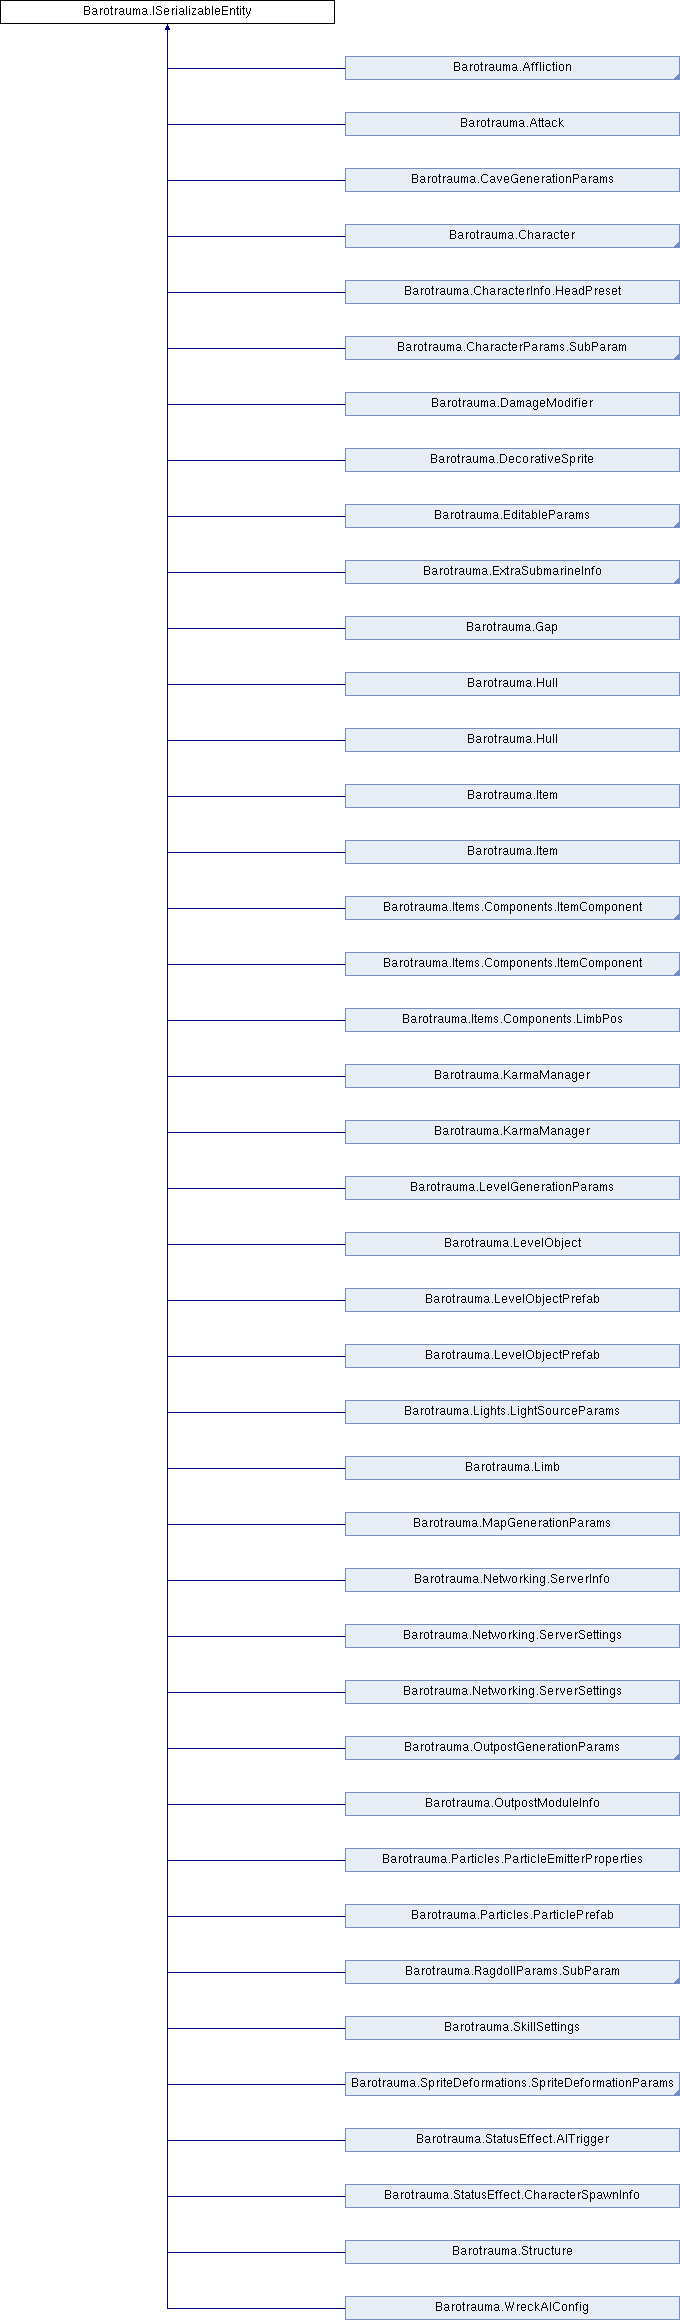 Barotrauma.ISerializableEntity
Barotrauma.Affliction
Barotrauma.Attack
Barotrauma.CaveGenerationParams
Barotrauma.Character
Barotrauma.CharacterInfo.HeadPreset
Barotrauma.CharacterParams.SubParam
Barotrauma.DamageModifier
Barotrauma.DecorativeSprite
Barotrauma.EditableParams
Barotrauma.ExtraSubmarineInfo
Barotrauma.Gap
Barotrauma.Hull
Barotrauma.Hull
Barotrauma.Item
Barotrauma.Item
Barotrauma.Items.Components.ItemComponent
Barotrauma.Items.Components.ItemComponent
Barotrauma.Items.Components.LimbPos
Barotrauma.KarmaManager
Barotrauma.KarmaManager
Barotrauma.LevelGenerationParams
Barotrauma.LevelObject
Barotrauma.LevelObjectPrefab
Barotrauma.LevelObjectPrefab
Barotrauma.Lights.LightSourceParams
Barotrauma.Limb
Barotrauma.MapGenerationParams
Barotrauma.Networking.ServerInfo
Barotrauma.Networking.ServerSettings
Barotrauma.Networking.ServerSettings
Barotrauma.OutpostGenerationParams
Barotrauma.OutpostModuleInfo
Barotrauma.Particles.ParticleEmitterProperties
Barotrauma.Particles.ParticlePrefab
Barotrauma.RagdollParams.SubParam
Barotrauma.SkillSettings
Barotrauma.SpriteDeformations.SpriteDeformationParams
Barotrauma.StatusEffect.AITrigger
Barotrauma.StatusEffect.CharacterSpawnInfo
Barotrauma.Structure
Barotrauma.WreckAIConfig